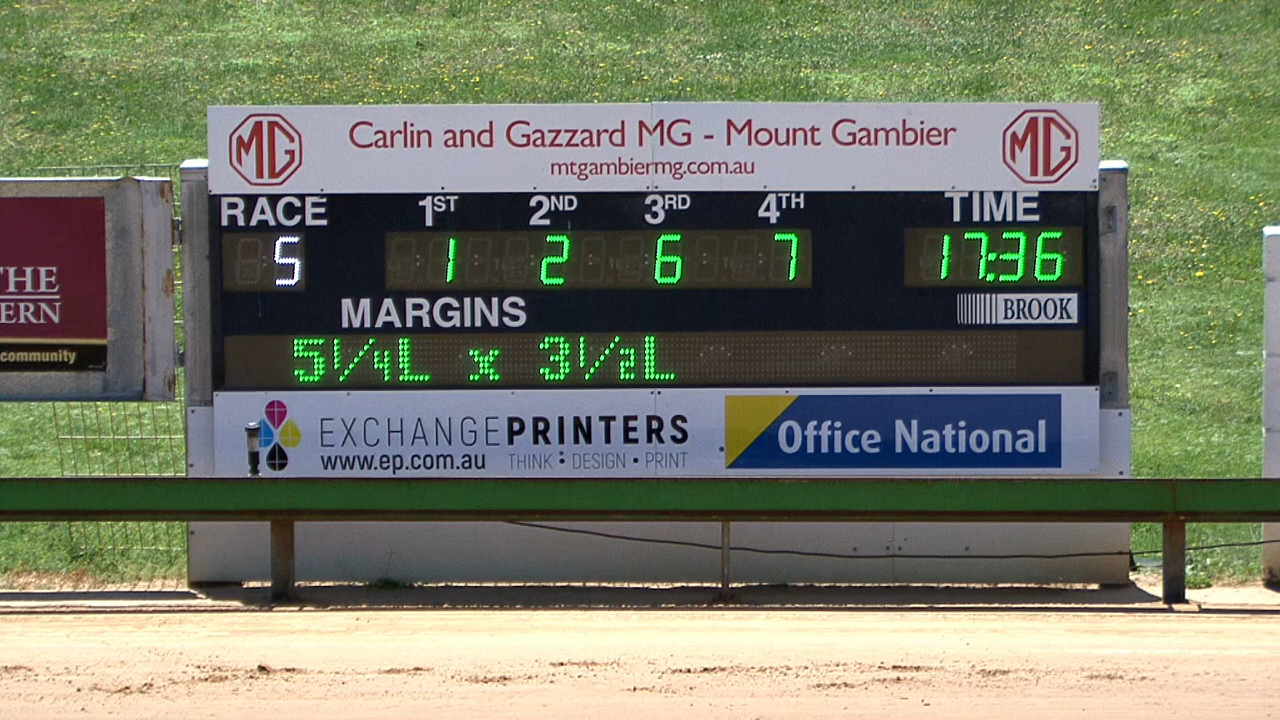 MG Carlin and Gazzard MG - Mount Gambier MG
mtgambiermg.com.au
RACE 1ST 2ND 3RD 4TH TIME
5 1 2 6 7 17:36
MARGINS BROOK
5¼L x 3½L
THE
ERN
community
EXCHANGEPRINTERS
www.ep.com.au THINK : DESIGN • PRINT
Office National